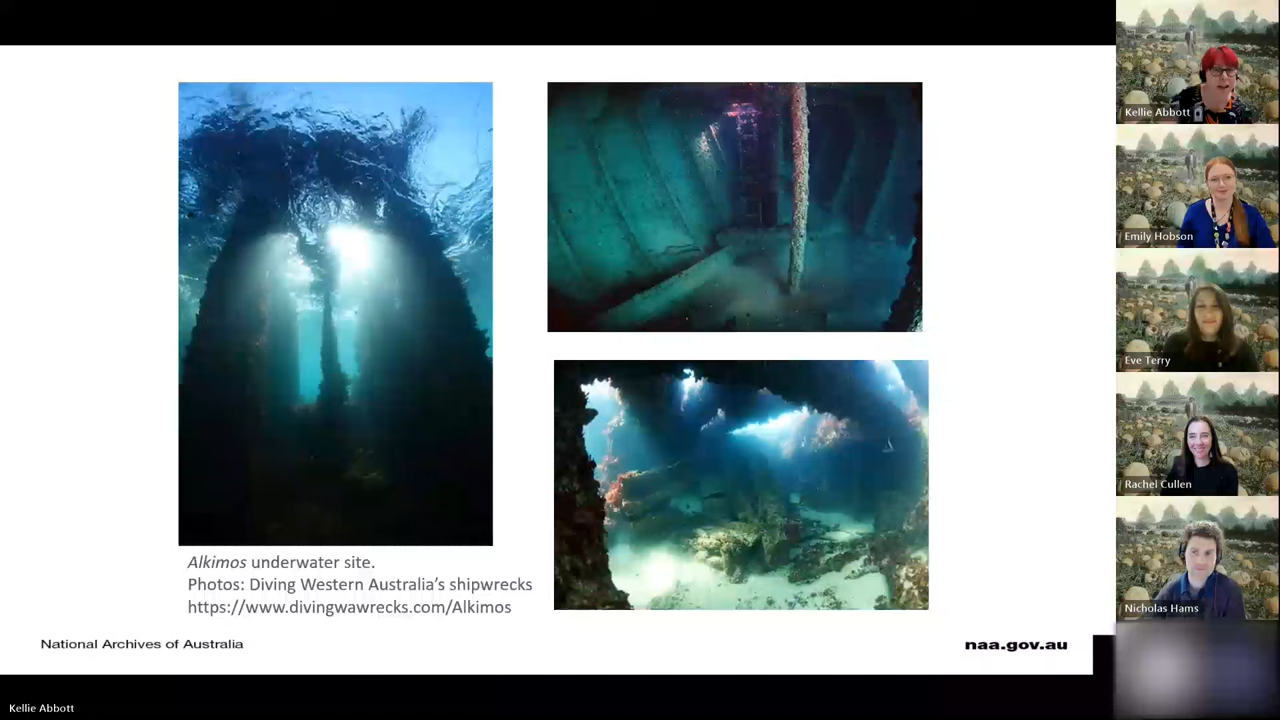 Alkimos underwater site.
Photos: Diving Western Australia's shipwrecks
https://www.divingwawrecks.com/Alkimos
National Archives of Australia
naa.gov.au
Kellie Abbott
Emily Hobson
Eve Terry
Rachel Cullen
Nicholas Hams
Kellie Abbott